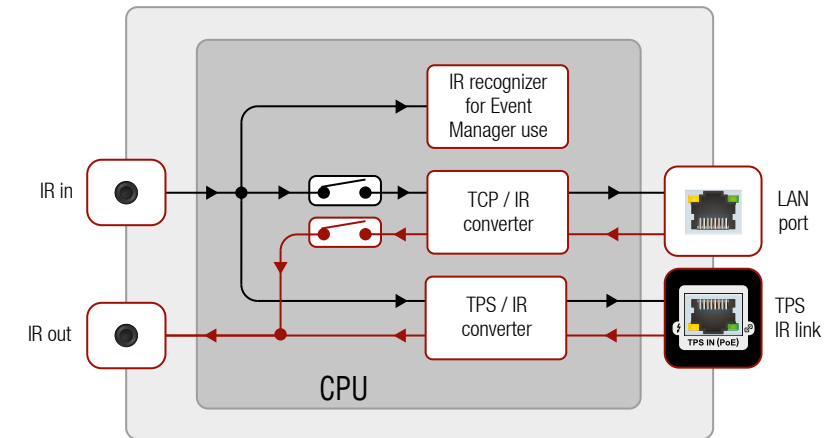 IR recognizer
for Event
Manager use
IR in
TCP / IR
converter
LAN
port
IR out
TPS / IR
converter
TPS IN (PoE)
TPS
IR link
CPU